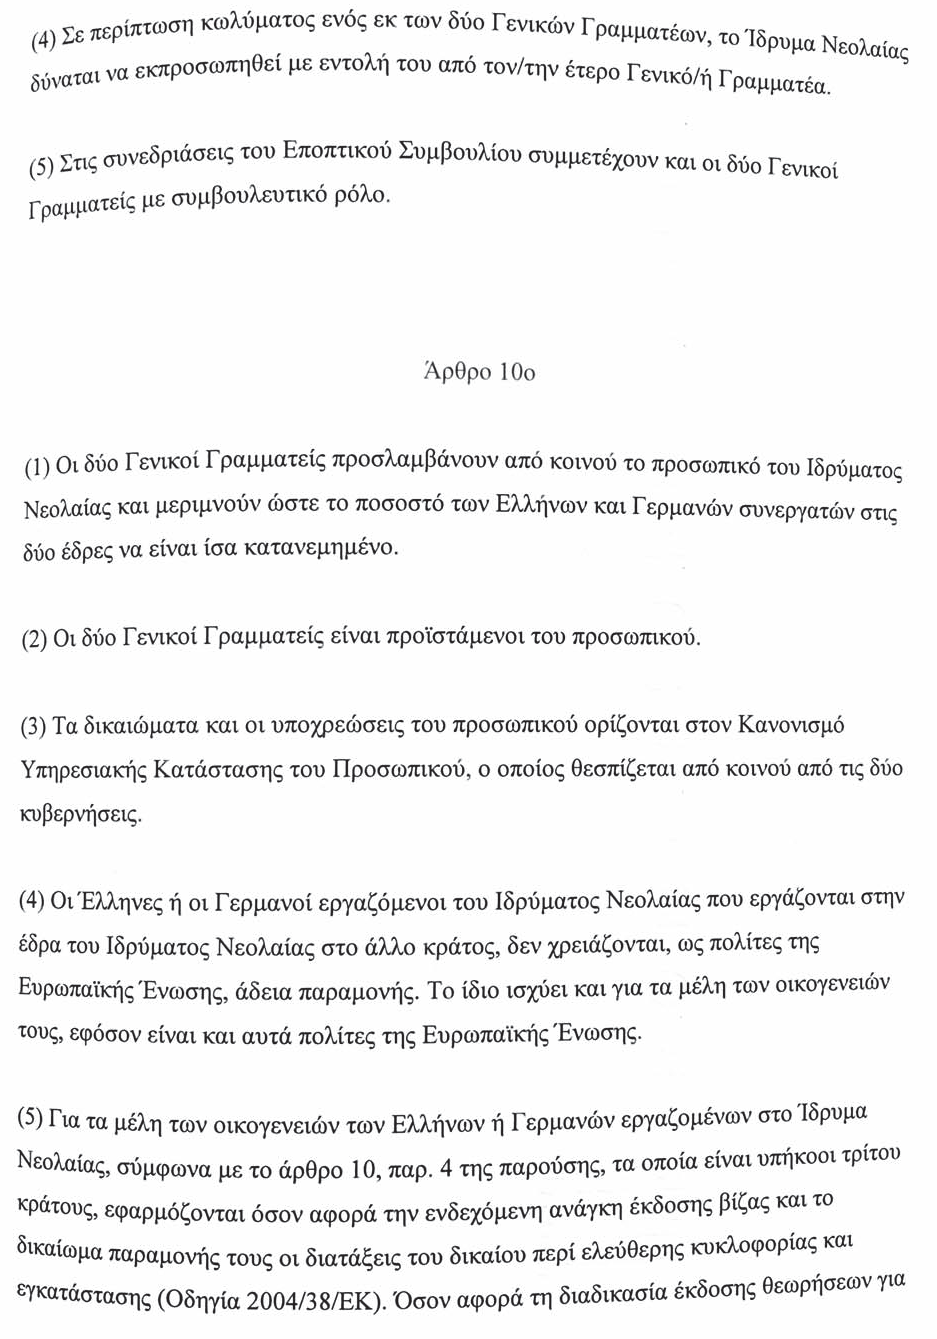 (4) Σε περίπτωση κωλύματος ενός εκ των δύο Γενικών Γραμματέων, το Ίδρυμα Νεολαίας
δύναται να εκπροσωπηθεί με εντολή του από τον/την έτερο Γενικό/ή Γραμματέα.
(5) Στις συνεδριάσεις του Εποπτικού Συμβουλίου συμμετέχουν και οι δύο Γενικοί
Γραμματείς με συμβουλευτικό ρόλο.
Άρθρο 10ο
(1) Οι δύο Γενικοί Γραμματείς προσλαμβάνουν από κοινού το προσωπικό του Ιδρύματος
Νεολαίας και μεριμνούν ώστε το ποσοστό των Ελλήνων και Γερμανών συνεργατών στις
δύο έδρες να είναι ίσα κατανεμημένο.
(2) Οι δύο Γενικοί Γραμματείς είναι προϊστάμενοι του προσωπικού.
(3) Τα δικαιώματα και οι υποχρεώσεις του προσωπικού ορίζονται στον Κανονισμό
Υπηρεσιακής Κατάστασης του Προσωπικού, ο οποίος θεσπίζεται από κοινού από τις δύο
κυβερνήσεις.
(4) Οι Έλληνες ή οι Γερμανοί εργαζόμενοι του Ιδρύματος Νεολαίας που εργάζονται στην
έδρα του Ιδρύματος Νεολαίας στο άλλο κράτος, δεν χρειάζονται, ως πολίτες της
Ευρωπαϊκής Ένωσης, άδεια παραμονής. Το ίδιο ισχύει και για τα μέλη των οικογενειών
τους, εφόσον είναι και αυτά πολίτες της Ευρωπαϊκής Ένωσης.
(5) Για τα μέλη των οικογενειών των Ελλήνων ή Γερμανών εργαζομένων στο Ίδρυμα
Νεολαίας, σύμφωνα με το άρθρο 10, παρ. 4 της παρούσης, τα οποία είναι υπήκοοι τρίτου
κράτους, εφαρμόζονται όσον αφορά την ενδεχόμενη ανάγκη έκδοσης βίζας και το
δικαίωμα παραμονής τους οι διατάξεις του δικαίου περί ελεύθερης κυκλοφορίας και
εγκατάστασης (Οδηγία 2004/38/ΕΚ). Όσον αφορά τη διαδικασία έκδοσης θεωρήσεων για